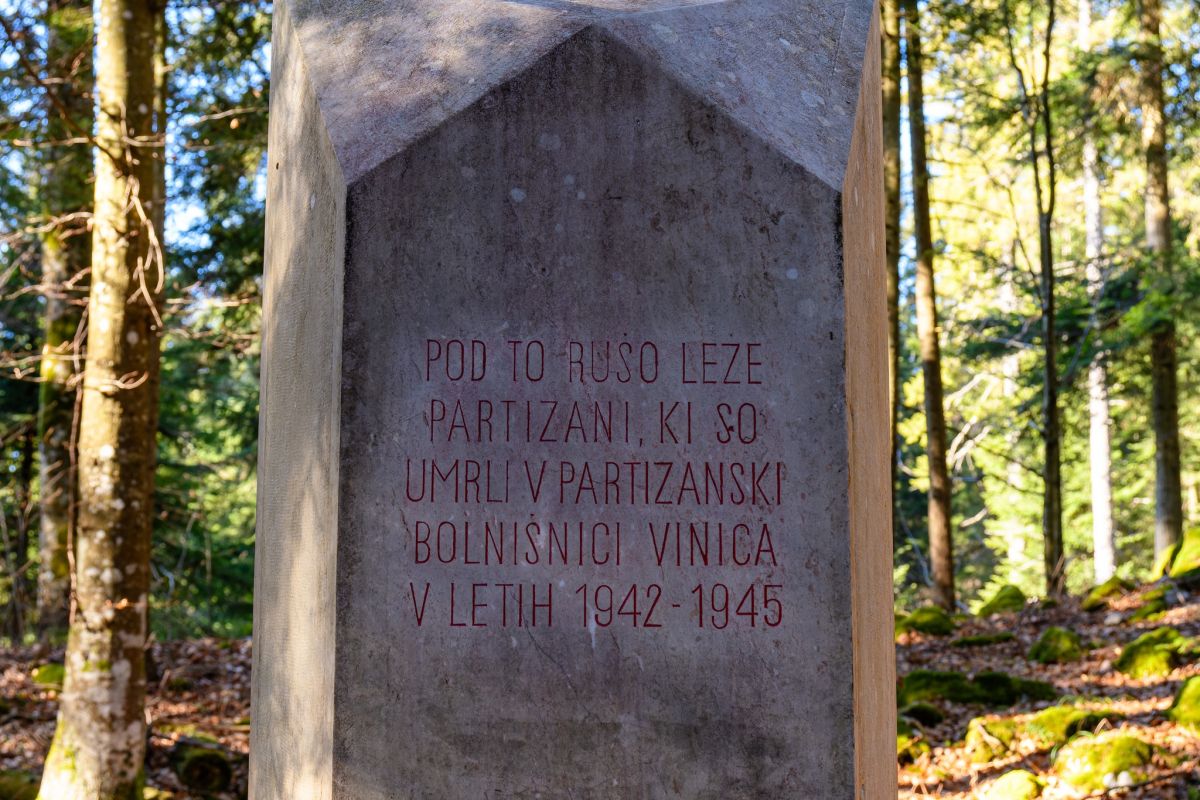 POD TO RUŠO LEŽE
PARTIZANI, KI SO
UMRLI V PARTIZANSKI
BOLNIŠNICI VINICA
V LETIH 1942-1945